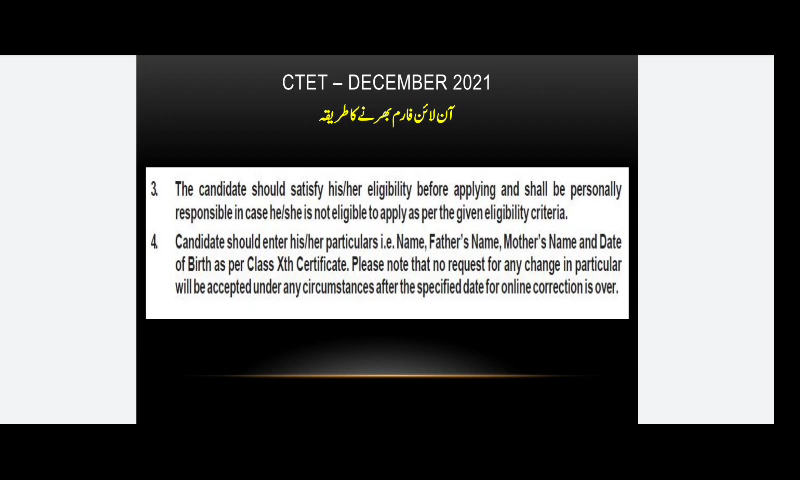 CTET – DECEMBER 2021
آن لائن فارم بھرنے کا طریقہ
3. The candidate should satisfy his/her eligibility before applying and shall be personally
responsible in case he/she is not eligible to apply as per the given eligibility criteria.
4. Candidate should enter his/her particulars i.e. Name, Father's Name, Mother's Name and Date
of Birth as per Class Xth Certificate. Please note that no request for any change in particular
will be accepted under any circumstances after the specified date for online correction is over.